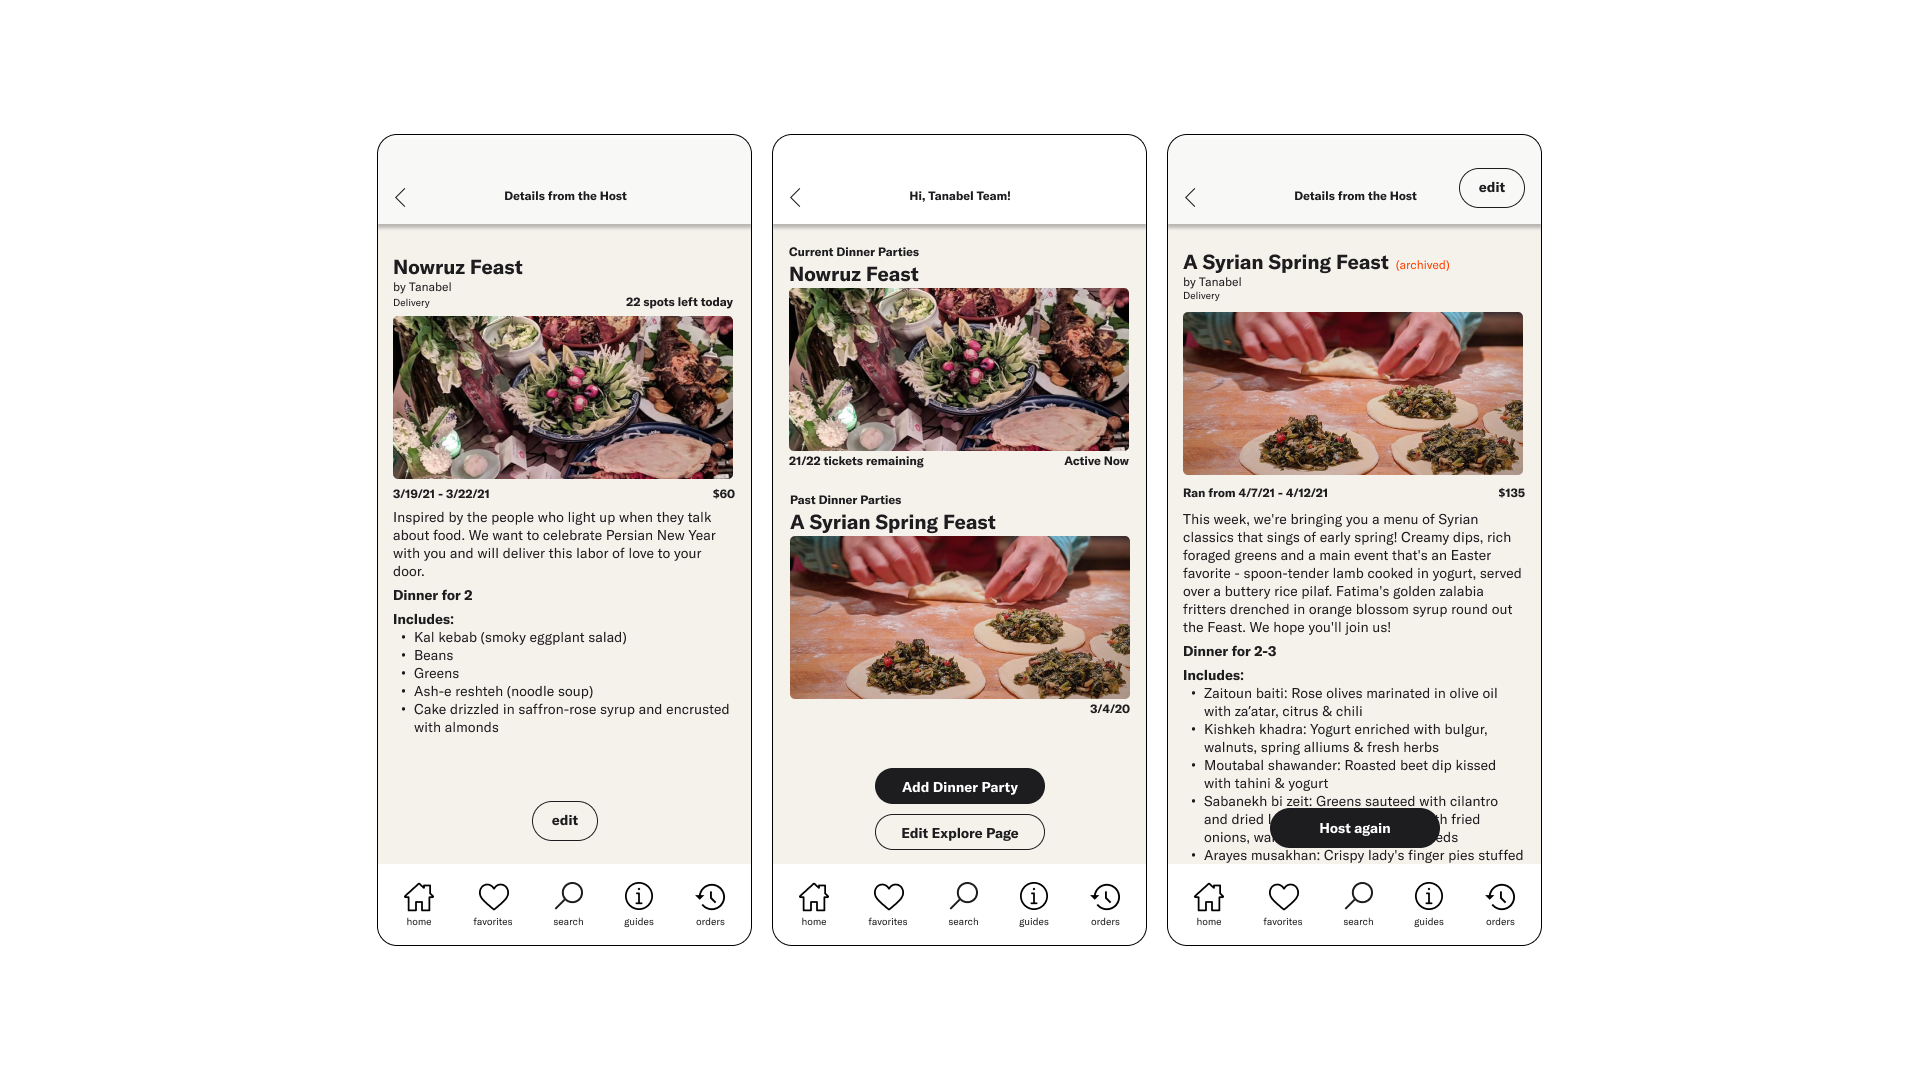 Details from the Host
Nowruz Feast
by Tanabel
Delivery
22 spots left today
3/19/21 - 3/22/21
$60
Inspired by the people who light up when they talk
about food. We want to celebrate Persian New Year
with you and will deliver this labor of love to your
door.
Dinner for 2
Includes:
• Kal kebab (smoky eggplant salad)
• Beans
• Greens
• Ash-e reshteh (noodle soup)
• Cake drizzled in saffron-rose syrup and encrusted
with almonds
edit
home
favorites
search
guides
orders
Hi, Tanabel Team!
Current Dinner Parties
Nowruz Feast
21/22 tickets remaining
Active Now
Past Dinner Parties
A Syrian Spring Feast
3/4/20
Add Dinner Party
Edit Explore Page
home
favorites
search
guides
orders
Details from the Host
edit
A Syrian Spring Feast (archived)
by Tanabel
Delivery
Ran from 4/7/21 - 4/12/21
$135
This week, we're bringing you a menu of Syrian
classics that sings of early spring! Creamy dips, rich
foraged greens and a main event that's an Easter
favorite - spoon-tender lamb cooked in yogurt, served
over a buttery rice pilaf. Fatima's golden zalabia
fritters drenched in orange blossom syrup round out
the Feast. We hope you'll join us!
Dinner for 2-3
Includes:
• Zaitoun baiti: Rose olives marinated in olive oil
with za’atar, citrus & chili
• Kishkeh khadra: Yogurt enriched with bulgur,
walnuts, spring alliums & fresh herbs
• Moutabal shawander: Roasted beet dip kissed
with tahini & yogurt
• Sabanekh bi zeit: Greens sauteed with cilantro
and dried fried
onions,
Host again
• Arayes musakhan: Crispy lady's finger pies stuffed
home
favorites
search
guides
orders